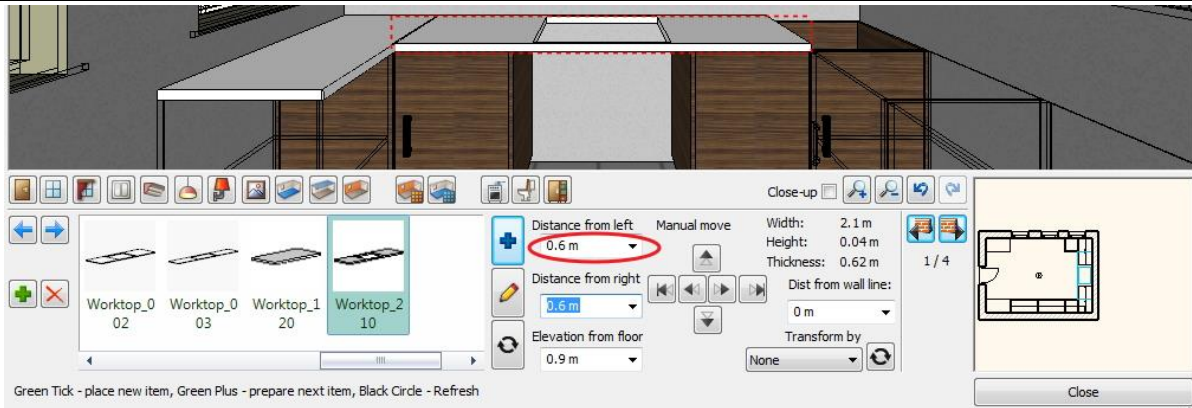 Close-up
Worktop_0
02
Worktop_0
03
Worktop_1
20
Worktop_2
10
Distance from left
0.6 m
Distance from right
0.6 m
Elevation from floor
0.9 m
Manual move
Width: 2.1 m
Height: 0.04 m
Thickness: 0.62 m
Dist from wall line:
0 m
Transform by
None
1 / 4
Green Tick - place new item, Green Plus - prepare next item, Black Circle - Refresh
Close